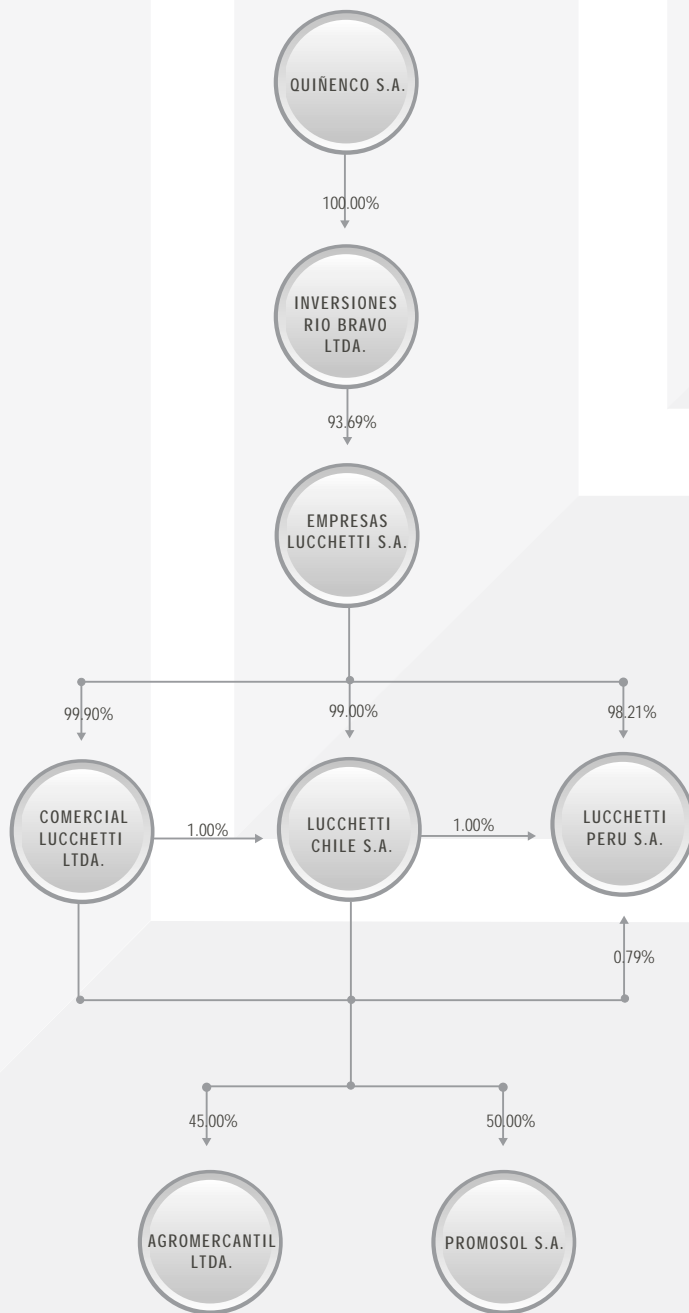 QUIÑENCO S.A.
100.00%
INVERSIONES
RIO BRAVO
LTDA.
93.69%
EMPRESAS
LUCCHETTI S.A.
99.90%
99.00%
98.21%
COMERCIAL
LUCCHETTI
LTDA.
1.00%
LUCCHETTI
CHILE S.A.
1.00%
LUCCHETTI
PERU S.A.
0.79%
45.00%
50.00%
AGROMERCANTIL
LTDA.
PROMOSOL S.A.